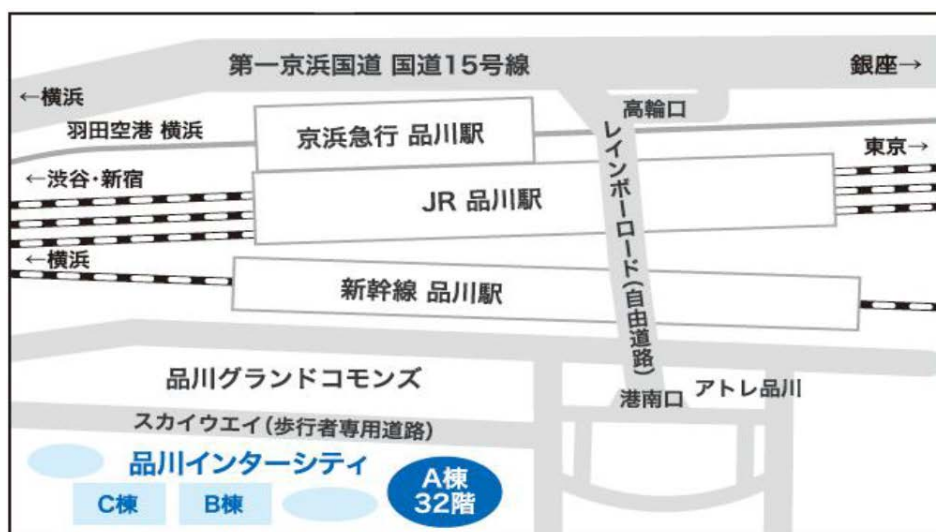 第一京浜国道 国道15号線
銀座→
←横浜
高輪口
羽田空港 横浜
京浜急行 品川駅
東京→
←渋谷・新宿
JR 品川駅
レインボーロード(自由道路)
←横浜
新幹線 品川駅
品川グランドコモンズ
港南口
アトレ品川
スカイウエイ(歩行者専用道路)
品川インターシティ
A棟
32階
C棟
B棟